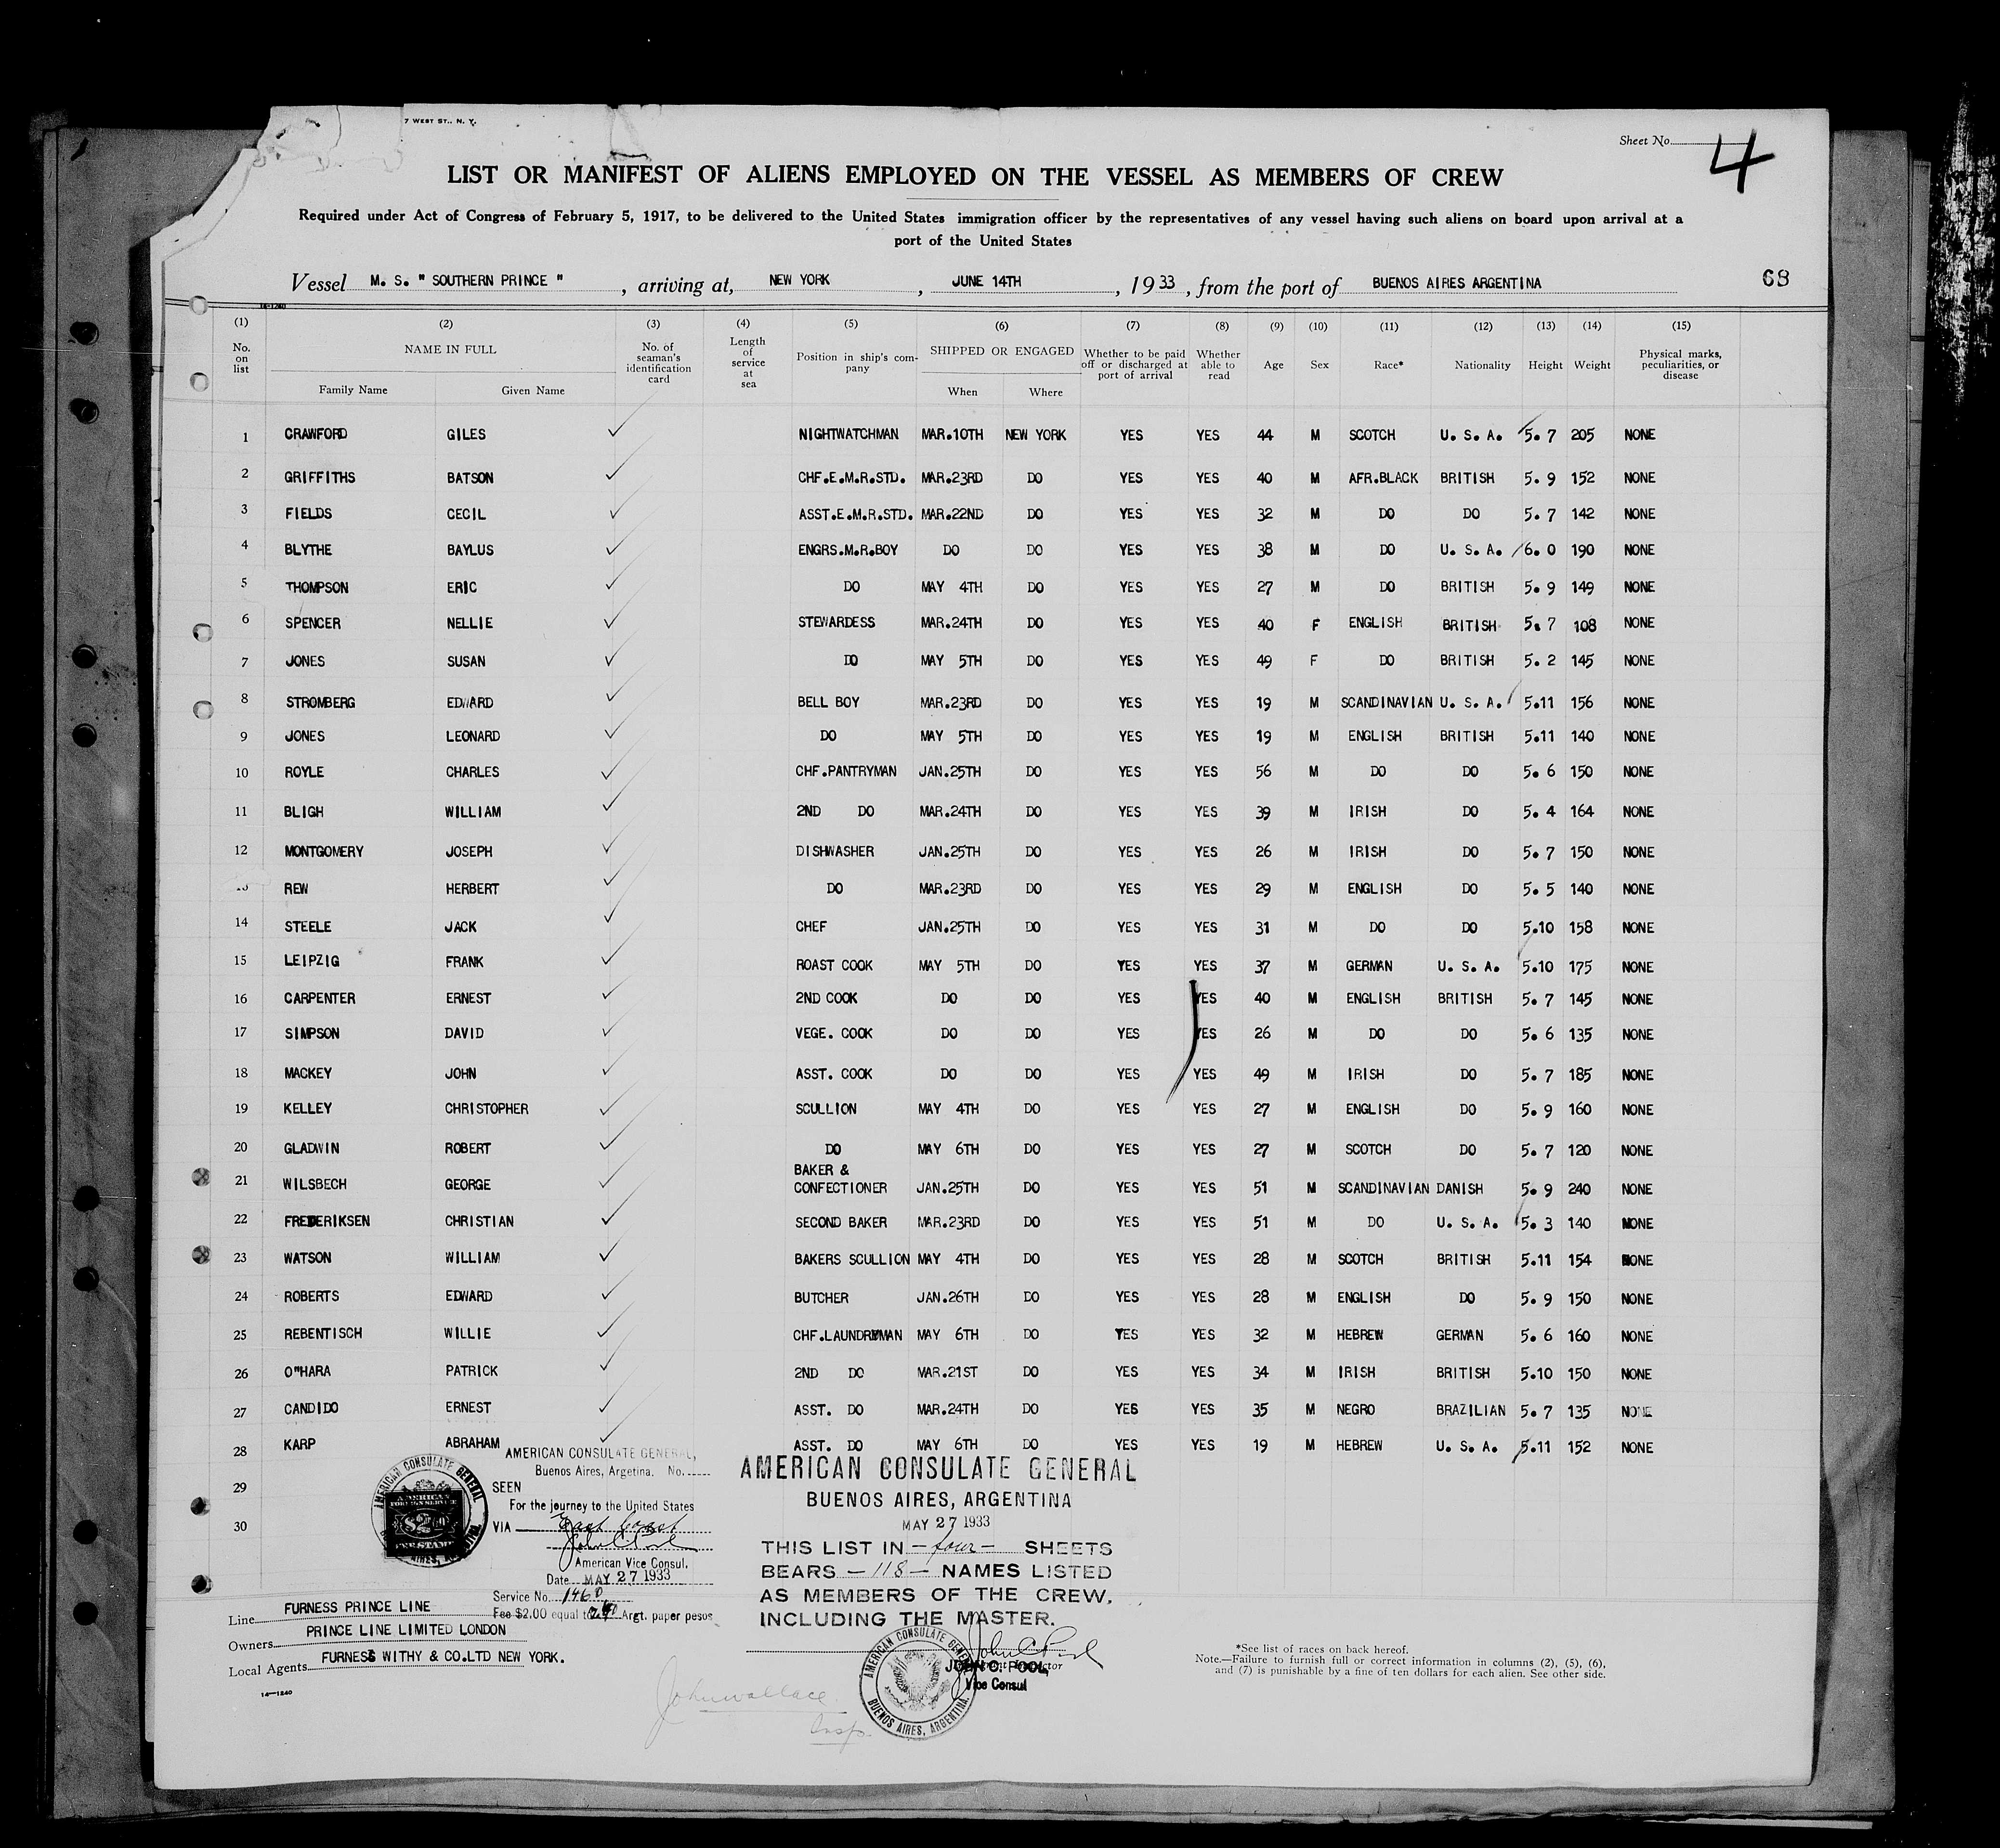 7 WEST ST., N. Y.
Sheet No. 4
LIST OR MANIFEST OF ALIENS EMPLOYED ON THE VESSEL AS MEMBERS OF CREW
Required under Act of Congress of February 5, 1917, to be delivered to the United States immigration officer by the representatives of any vessel having such aliens on board upon arrival at a
port of the United States
Vessel M. S. " SOUTHERN PRINCE " , arriving at, NEW YORK , JUNE 14TH , 1933 , from the port of BUENOS AIRES ARGENTINA 68
14-1240
(1) (2) (3) (4) (5) (6) (7) (8) (9) (10) (11) (12) (13) (14) (15)
No. on list NAME IN FULL Family Name Given Name No. of seaman's identification card Length of service at sea Position in ship's company SHIPPED OR ENGAGED When Where Whether to be paid off or discharged at port of arrival Whether able to read Age Sex Race* Nationality Height Weight Physical marks, peculiarities, or disease
1 CRAWFORD GILES NIGHTWATCHMAN MAR.10TH NEW YORK YES YES 44 M SCOTCH U. S. A. 5. 7 205 NONE
2 GRIFFITHS BATSON CHF.E.M.R.STD. MAR.23RD DO YES YES 40 M AFR.BLACK BRITISH 5. 9 152 NONE
3 FIELDS CECIL ASST.E.M.R.STD. MAR.22ND DO YES YES 32 M DO DO 5. 7 142 NONE
4 BLYTHE BAYLUS ENGRS.M.R.BOY DO DO YES YES 38 M DO U. S. A. 6. 0 190 NONE
5 THOMPSON ERIC DO MAY 4TH DO YES YES 27 M DO BRITISH 5. 9 149 NONE
6 SPENCER NELLIE STEWARDESS MAR.24TH DO YES YES 40 F ENGLISH BRITISH 5. 7 108 NONE
7 JONES SUSAN DO MAY 5TH DO YES YES 49 F DO BRITISH 5. 2 145 NONE
8 STROMBERG EDWARD BELL BOY MAR.23RD DO YES YES 19 M SCANDINAVIAN U. S. A. 5.11 156 NONE
9 JONES LEONARD DO MAY 5TH DO YES YES 19 M ENGLISH BRITISH 5.11 140 NONE
10 ROYLE CHARLES CHF.PANTRYMAN JAN.25TH DO YES YES 56 M DO DO 5. 6 150 NONE
11 BLIGH WILLIAM 2ND DO MAR.24TH DO YES YES 39 M IRISH DO 5. 4 164 NONE
12 MONTGOMERY JOSEPH DISHWASHER JAN.25TH DO YES YES 26 M IRISH DO 5. 7 150 NONE
REW HERBERT DO MAR.23RD DO YES YES 29 M ENGLISH DO 5. 5 140 NONE
14 STEELE JACK CHEF JAN.25TH DO YES YES 31 M DO DO 5.10 158 NONE
15 LEIPZIG FRANK ROAST COOK MAY 5TH DO YES YES 37 M GERMAN U. S. A. 5.10 175 NONE
16 CARPENTER ERNEST 2ND COOK DO DO YES YES 40 M ENGLISH BRITISH 5. 7 145 NONE
17 SIMPSON DAVID VEGE. COOK DO DO YES YES 26 M DO DO 5. 6 135 NONE
18 MACKEY JOHN ASST. COOK DO DO YES YES 49 M IRISH DO 5. 7 185 NONE
19 KELLEY CHRISTOPHER SCULLION MAY 4TH DO YES YES 27 M ENGLISH DO 5. 9 160 NONE
20 GLADWIN ROBERT DO MAY 6TH DO YES YES 27 M SCOTCH DO 5. 7 120 NONE
21 WILSBECH GEORGE BAKER & CONFECTIONER JAN.25TH DO YES YES 51 M SCANDINAVIAN DANISH 5. 9 240 NONE
22 FREDERIKSEN CHRISTIAN SECOND BAKER MAR.23RD DO YES YES 51 M DO U. S. A. 5. 3 140 NONE
23 WATSON WILLIAM BAKERS SCULLION MAY 4TH DO YES YES 28 M SCOTCH BRITISH 5.11 154 NONE
24 ROBERTS EDWARD BUTCHER JAN.26TH DO YES YES 28 M ENGLISH DO 5. 9 150 NONE
25 REBENTISCH WILLIE CHF.LAUNDRYMAN MAY 6TH DO YES YES 32 M HEBREW GERMAN 5. 6 160 NONE
26 O"HARA PATRICK 2ND DO MAR.21ST DO YES YES 34 M IRISH BRITISH 5.10 150 NONE
27 CANDIDO ERNEST ASST. DO MAR.24TH DO YES YES 35 M NEGRO BRAZILIAN 5. 7 135 NONE
28 KARP ABRAHAM ASST. DO MAY 6TH DO YES YES 19 M HEBREW U. S. A. 5.11 152 NONE
29
30
AMERICAN CONSULATE GENERAL,
Buenos Aires, Argetina. No.
SEEN
For the journey to the United States
VIA East Coast
American Vice Consul.
Date MAY 27 1933
Service No. 1460
Fee $2.00 equal to Argt. paper pesos
AMERICAN CONSULATE GENERAL
BUENOS AIRES, ARGENTINA
MAY 27 1933
THIS LIST IN - four - SHEETS
BEARS - 118 - NAMES LISTED
AS MEMBERS OF THE CREW,
INCLUDING THE MASTER.
John C Pool
JOHN C. POOL
Vice Consul
AMERICAN CONSULATE GENERAL
BUENOS AIRES, ARGENTINA.
AMERICAN FOREIGN SERVICE
FEE STAMP
Line FURNESS PRINCE LINE
Owners PRINCE LINE LIMITED LONDON
Local Agents FURNESS WITHY & CO.LTD NEW YORK.
14-1240
John Wallace
Insp
*See list of races on back hereof.
Note.—Failure to furnish full or correct information in columns (2), (5), (6),
and (7) is punishable by a fine of ten dollars for each alien. See other side.